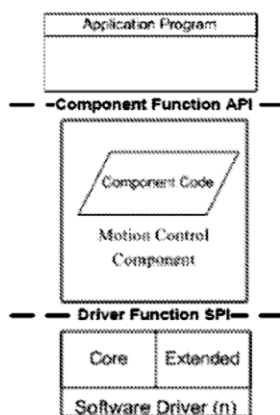 Application Program
Component Function API
Component Code
Motion Control
Component
Driver Function SPI
Core Extended
Software Driver (n)